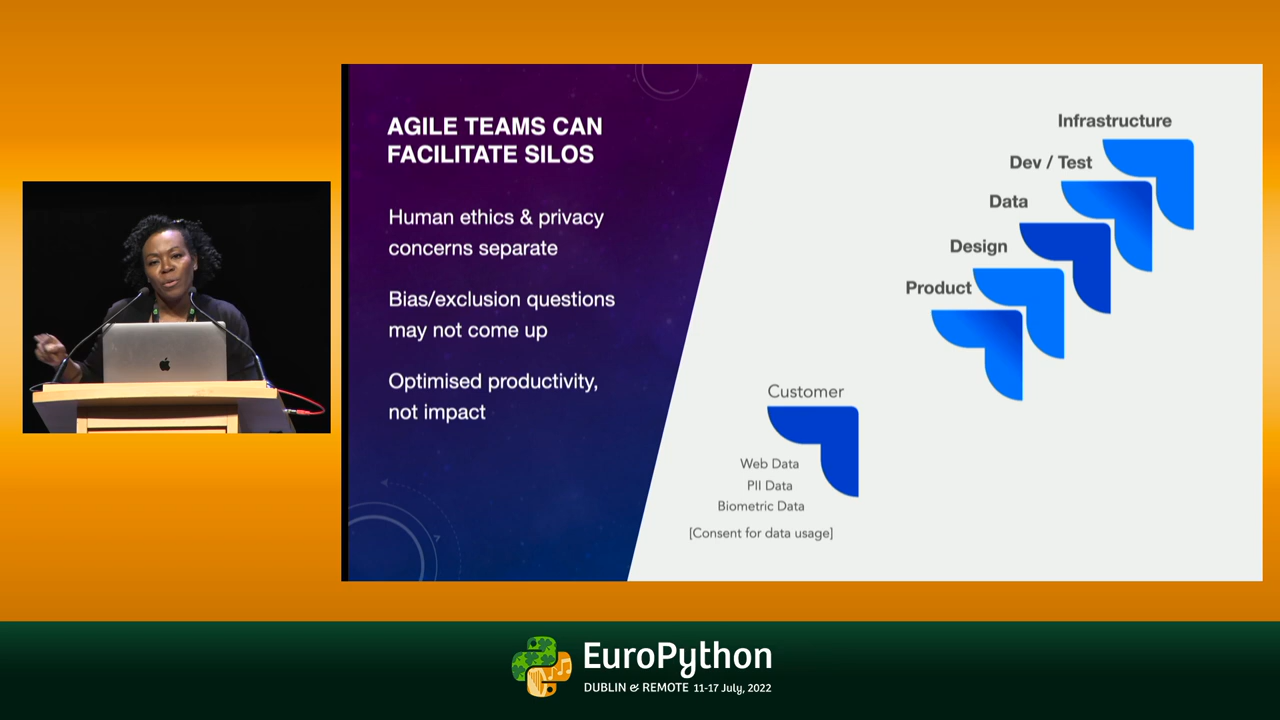 AGILE TEAMS CAN
FACILITATE SILOS
Human ethics & privacy
concerns separate
Bias/exclusion questions
may not come up
Optimised productivity,
not impact
Infrastructure
Dev / Test
Data
Design
Product
Customer
Web Data
PII Data
Biometric Data
[Consent for data usage]
EuroPython
DUBLIN & REMOTE 11-17 July, 2022